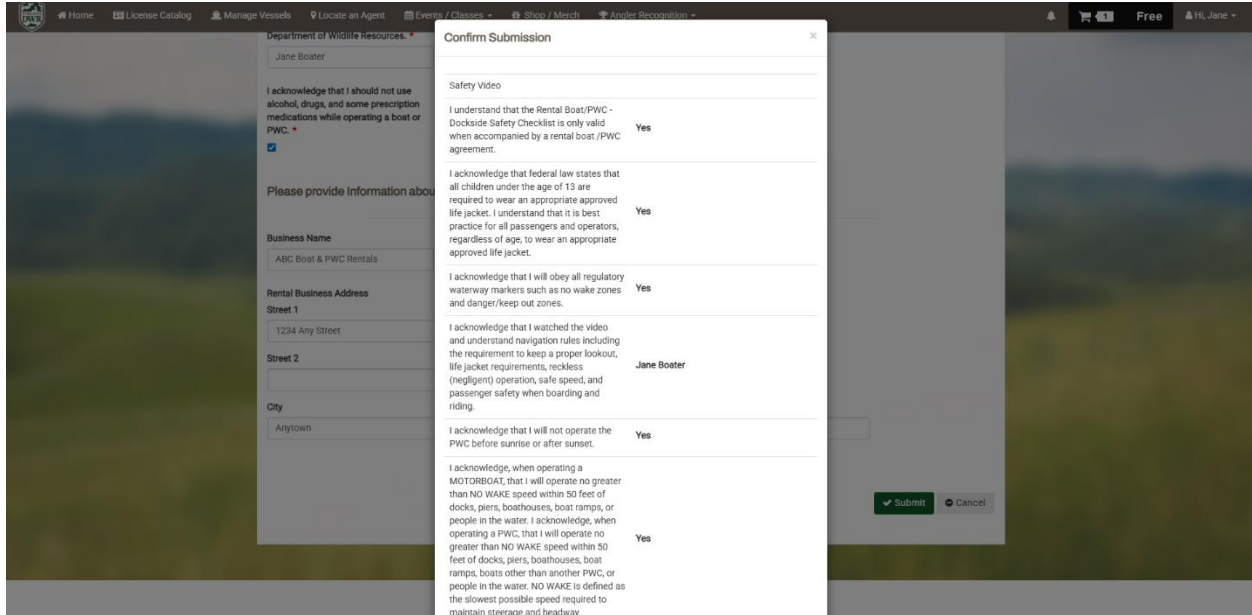 DWR
Home
License Catalog
Manage Vessels
Locate an Agent
Events / Classes
Shop / Merch
Angler Recognition
1
Free
Hi, Jane
Department of Wildlife Resources. *
Jane Boater
I acknowledge that I should not use
alcohol, drugs, and some prescription
medications while operating a boat or
PWC. *
Please provide Information abou
Business Name
ABC Boat & PWC Rentals
Rental Business Address
Street 1
1234 Any Street
Street 2
City
Anytown
Submit
Cancel
Confirm Submission
×
Safety Video
I understand that the Rental Boat/PWC -
Dockside Safety Checklist is only valid
when accompanied by a rental boat /PWC
agreement.
Yes
I acknowledge that federal law states that
all children under the age of 13 are
required to wear an appropriate approved
life jacket. I understand that it is best
practice for all passengers and operators,
regardless of age, to wear an appropriate
approved life jacket.
Yes
I acknowledge that I will obey all regulatory
waterway markers such as no wake zones
and danger/keep out zones.
Yes
I acknowledge that I watched the video
and understand navigation rules including
the requirement to keep a proper lookout,
life jacket requirements, reckless
(negligent) operation, safe speed, and
passenger safety when boarding and
riding.
Jane Boater
I acknowledge that I will not operate the
PWC before sunrise or after sunset.
Yes
I acknowledge, when operating a
MOTORBOAT, that I will operate no greater
than NO WAKE speed within 50 feet of
docks, piers, boathouses, boat ramps, or
people in the water. I acknowledge, when
operating a PWC, that I will operate no
greater than NO WAKE speed within 50
feet of docks, piers, boathouses, boat
ramps, boats other than another PWC, or
people in the water. NO WAKE is defined as
the slowest possible speed required to
maintain steerage and headway.
Yes